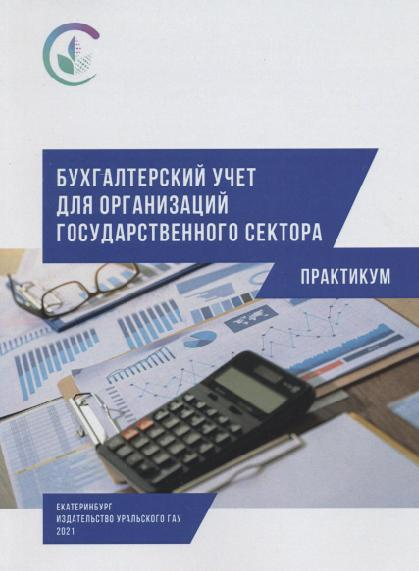 БУХГАЛТЕРСКИЙ УЧЕТ
ДЛЯ ОРГАНИЗАЦИЙ
ГОСУДАРСТВЕННОГО СЕКТОРА
ПРАКТИКУМ
ЕКАТЕРИНБУРГ
ИЗДАТЕЛЬСТВО УРАЛЬСКОГО ГАУ
2021